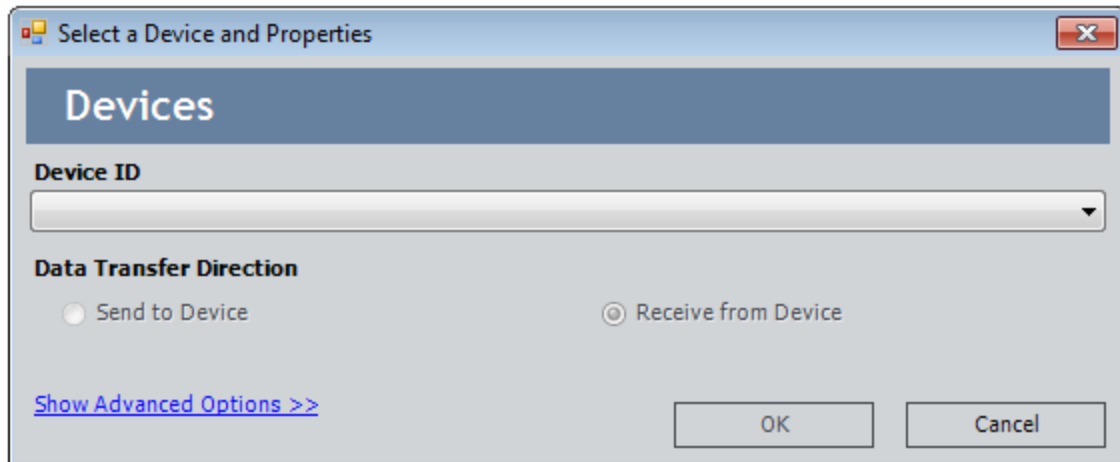 Select a Device and Properties
Devices
Device ID
Data Transfer Direction
Send to Device Receive from Device
Show Advanced Options >>
OK Cancel